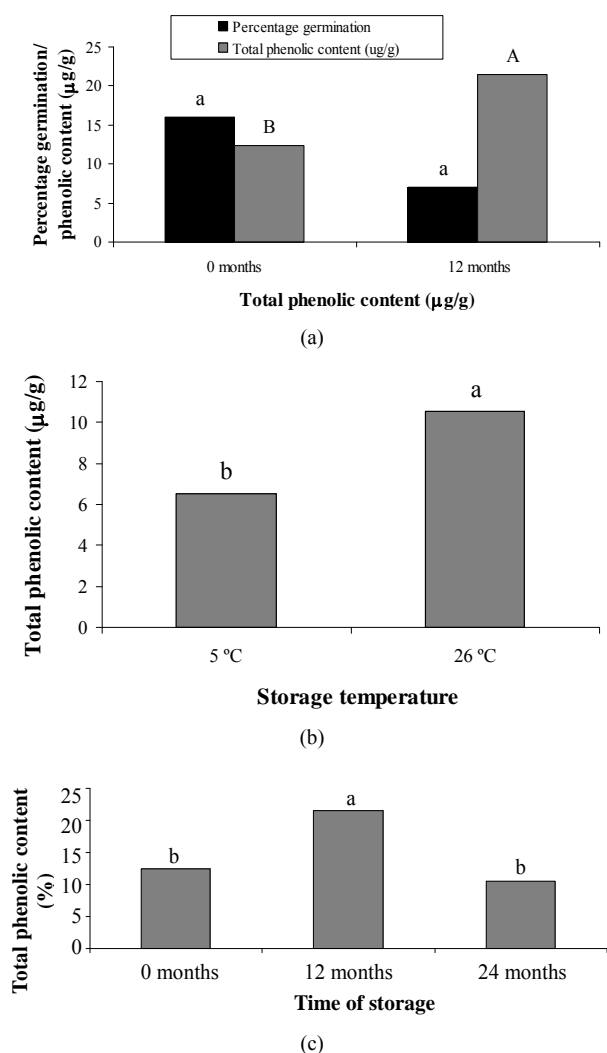 Percentage germination
Total phenolic content (ug/g)
Percentage germination/
phenolic content (µg/g)
25
20
15
10
5
0
a
B
a
A
0 months
12 months
Total phenolic content (µg/g)
(a)
Total phenolic content (µg/g)
12
10
8
6
4
2
0
b
a
5 ºC
26 ºC
Storage temperature
(b)
Total phenolic content
(%)
25
20
15
10
5
0
b
a
b
0 months
12 months
24 months
Time of storage
(c)